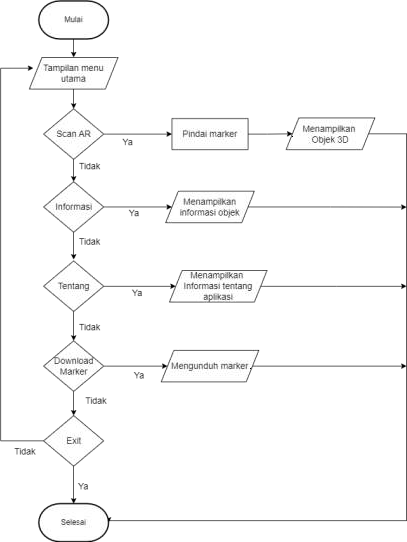 Mulai
Tampilan menu
utama
Scan AR
Ya
Pindai marker
Menampilkan
Objek 3D
Tidak
Informasi
Ya
Menampilkan
informasi objek
Tidak
Tentang
Ya
Menampilkan
Informasi tentang
aplikasi
Tidak
Download
Marker
Ya
Mengunduh marker
Tidak
Exit
Tidak
Ya
Selesai